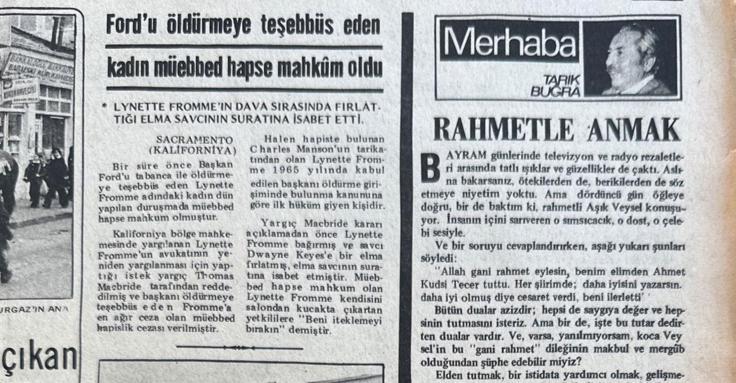 Ford'u öldürmeye teşebbüs eden
kadın müebbed hapse mahkûm oldu
* LYNETTE FROMME'IN DAVA SIRASINDA FIRLAT-
TIĞI ELMA SAVCININ SURATINA İSABET ETTİ.
SACRAMENTO
(KALİFORNİYA)
Bir süre önce Başkan
Ford'u tabanca ile öldürme-
ye teşebbüs eden Lynette
Fromme adındaki kadın dün
yapılan duruşmada müebbed
hapse mahkûm olmuştur.
Kaliforniya bölge mahke-
mesinde yargılanan Lynette
Fromme'un avukatının ye-
niden yargılanması için yap-
tığı istek yargıç Thomas
Macbride tarafından redde-
dilmiş ve başkanı öldürmeye
teşebbüs eden Fromme'a
en ağır ceza olan müebbed
hapislik cezası verilmiştir.
Halen hapiste bulunan
Charles Manson'un tarika-
tından olan Lynette From-
me 1965 yılında kabul
edilen başkanı öldürme giri-
şiminde bulunma kanununa
göre ilk hüküm giyen kişidir.
Yargıç Macbride kararı
açıklamadan önce Lynette
Fromme bağırmış ve savcı
Dwayne Keyes'e bir elma
fırlatmış, elma savcının sura-
tına isabet etmiştir. Müeb-
bed hapse mahkum olan
Lynette Fromme kendisini
salondan kucakta çıkartan
yetkililere "Beni iteklemeyi
bırakın" demiştir.
URGAZ'IN ANA
çıkan
Merhaba
TARIK
BUĞRA
RAHMETLE ANMAK
BAYRAM günlerinde televizyon ve radyo rezaletle-
ri arasında tatlı ışıklar ve güzellikler de çaktı. Aslı-
na bakarsanız, ötekilerden de, berikilerden de söz
etmeye niyetim yoktu. Ama dördüncü gün öğleye
doğru, bir de baktım ki, rahmetli Aşık Veysel konuşu-
yor. İnsanın içini sarıveren o sımsıcacık, o dost, o çele-
bi sesiyle.
Ve bir soruyu cevaplandırırken, aşağı yukarı şunları
söyledi:
"Allah gani rahmet eylesin, benim elimden Ahmet
Kudsi Tecer tuttu. Her şiirimde; daha iyisini yazarsın.
daha iyi olmuş diye cesaret verdi, beni ilerletti'
Bütün dualar azizdir; hepsi de saygıya değer ve hep-
sinin tutmasını isteriz. Ama bir de, işte bu tutar dedir-
ten dualar vardır. Ve, varsa, yanılmıyorsam, koca Vey
sel'in bu "gani rahmet" dileğinin makbul ve mergüb
olduğundan şüphe edebilir miyiz?
Elden tutmak, bir istidata yardımcı olmak, gelişme-